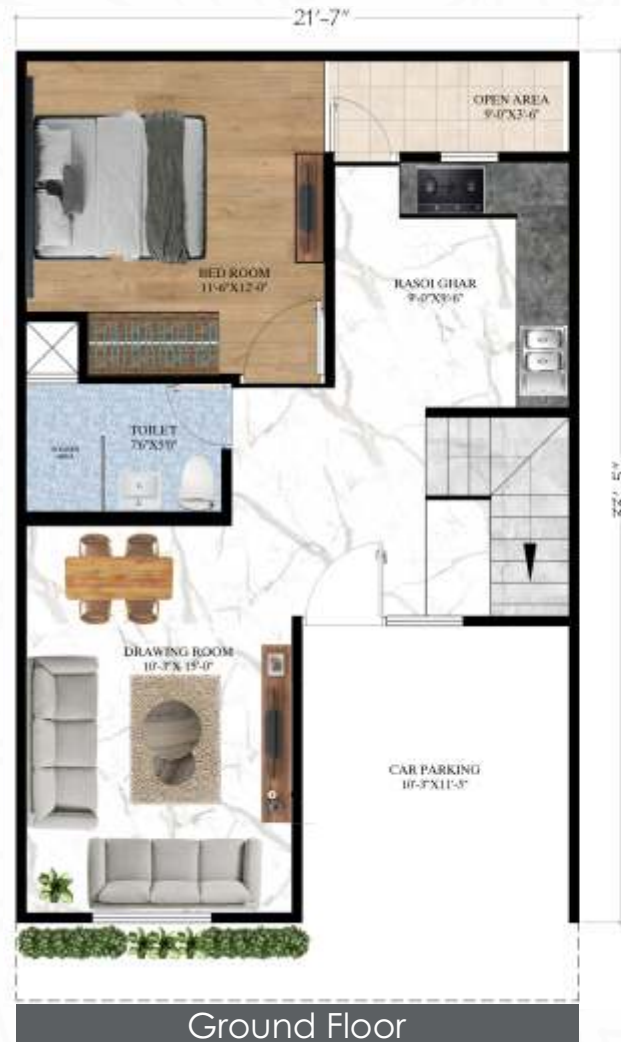 21'-7"
OPEN AREA
9'-0"X3'-6"
BED ROOM
11'-6"X12'-0"
RASOI GHAR
9'-0"X9'-6"
TOILET
7'6"X5'0"
DRAWING ROOM
10'-3"X 15'-0"
CAR PARKING
10'-3"X11'-5"
Ground Floor